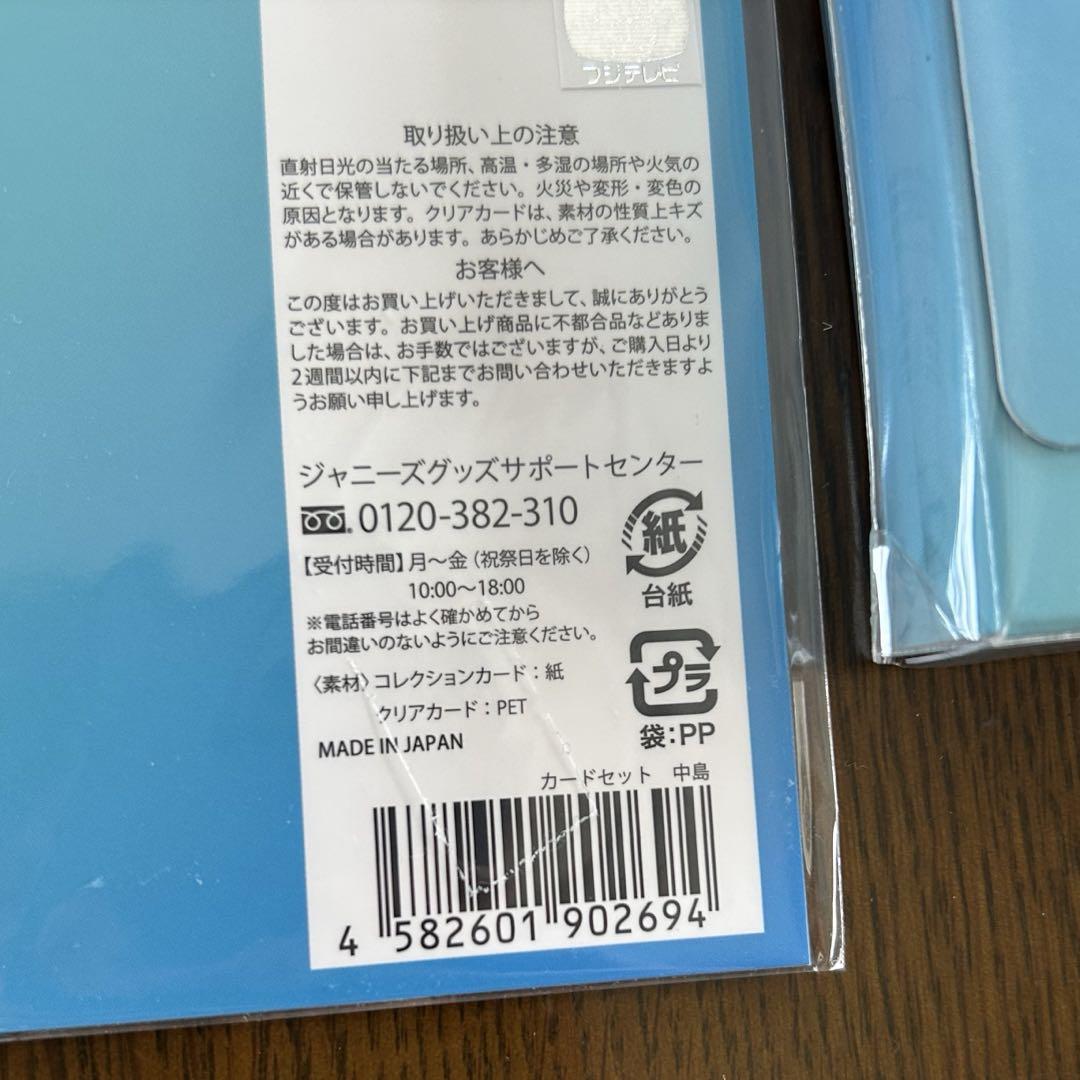 フジテレビ
取り扱い上の注意
直射日光の当たる場所、高温・多湿の場所や火気の
近くで保管しないでください。火災や変形・変色の
原因となります。クリアカードは、素材の性質上キズ
がある場合があります。あらかじめご了承ください。
お客様へ
この度はお買い上げいただきまして、誠にありがとう
ございます。お買い上げ商品に不都合品などありま
した場合は、お手数ではございますが、ご購入日より
2週間以内に下記までお問い合わせいただきますよ
うお願い申し上げます。
ジャニーズグッズサポートセンター
0120-382-310
【受付時間】月〜金（祝祭日を除く）
10:00〜18:00
※電話番号はよく確かめてから
お間違いのないようにご注意ください。
〈素材〉コレクションカード：紙
クリアカード：PET
MADE IN JAPAN
紙
台紙
プラ
袋：PP
カードセット　中島
4 582601 902694